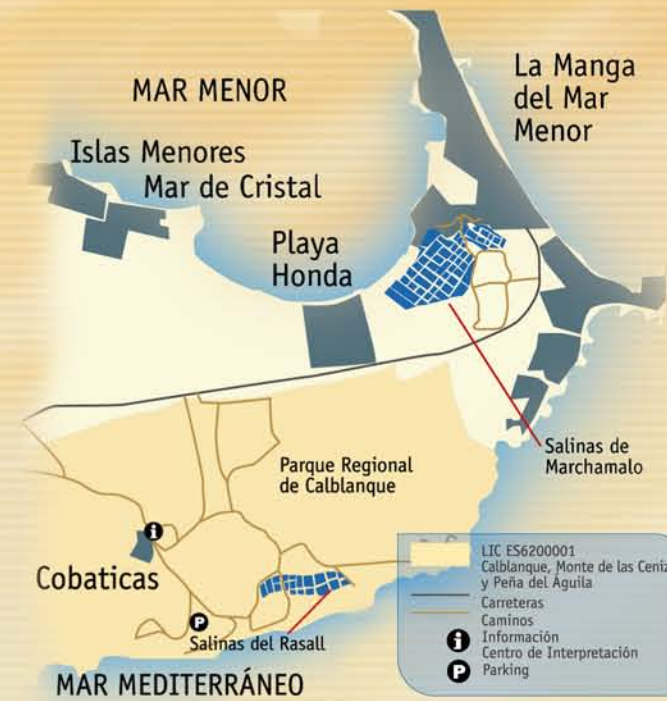 MAR MENOR
La Manga
del Mar
Menor
Islas Menores
Mar de Cristal
Playa
Honda
Salinas de
Marchamalo
Parque Regional
de Calblanque
i
Cobaticas
P
Salinas del Rasall
MAR MEDITERRÁNEO
LIC ES6200001
Calblanque, Monte de las Ceniz
y Peña del Águila
Carreteras
Caminos
i Información
Centro de Interpretación
P Parking